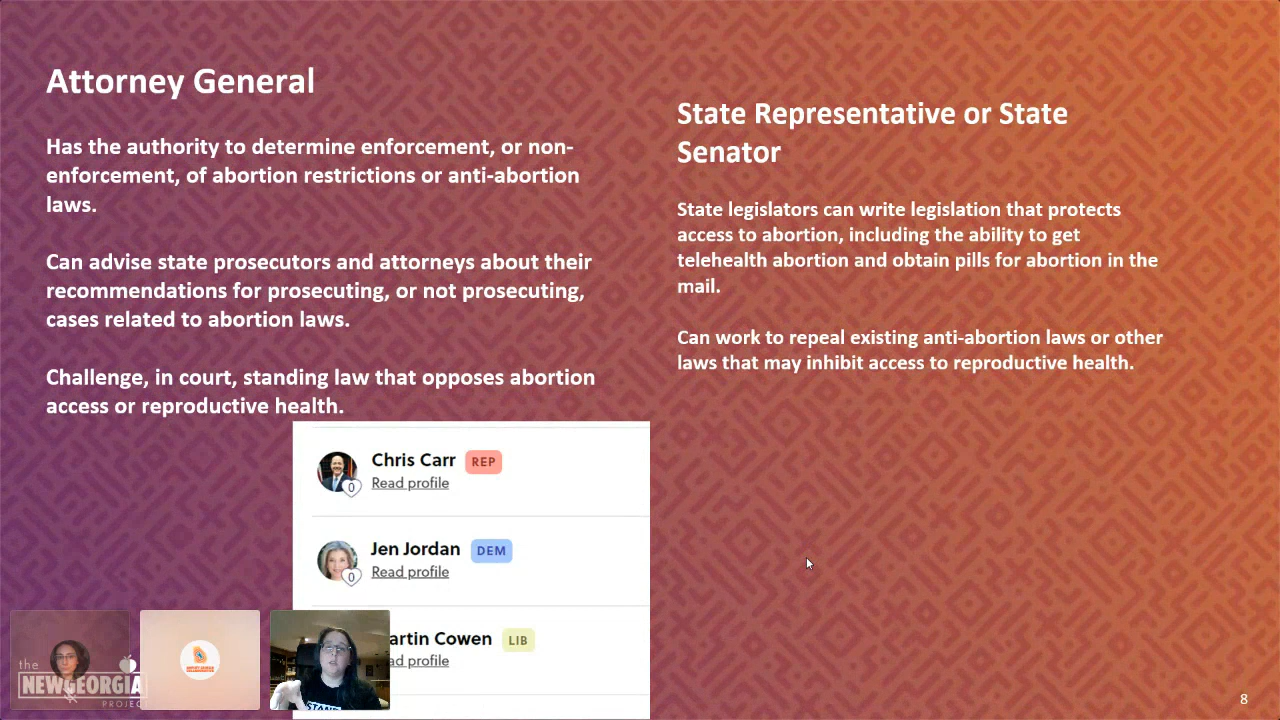 Attorney General
Has the authority to determine enforcement, or non-
enforcement, of abortion restrictions or anti-abortion
laws.
Can advise state prosecutors and attorneys about their
recommendations for prosecuting, or not prosecuting,
cases related to abortion laws.
Challenge, in court, standing law that opposes abortion
access or reproductive health.
State Representative or State
Senator
State legislators can write legislation that protects
access to abortion, including the ability to get
telehealth abortion and obtain pills for abortion in the
mail.
Can work to repeal existing anti-abortion laws or other
laws that may inhibit access to reproductive health.
Chris Carr REP
0
Read profile
Jen Jordan DEM
0
Read profile
artin Cowen LIB
ad profile
the
NEWGEORGIA
PROJECT
8